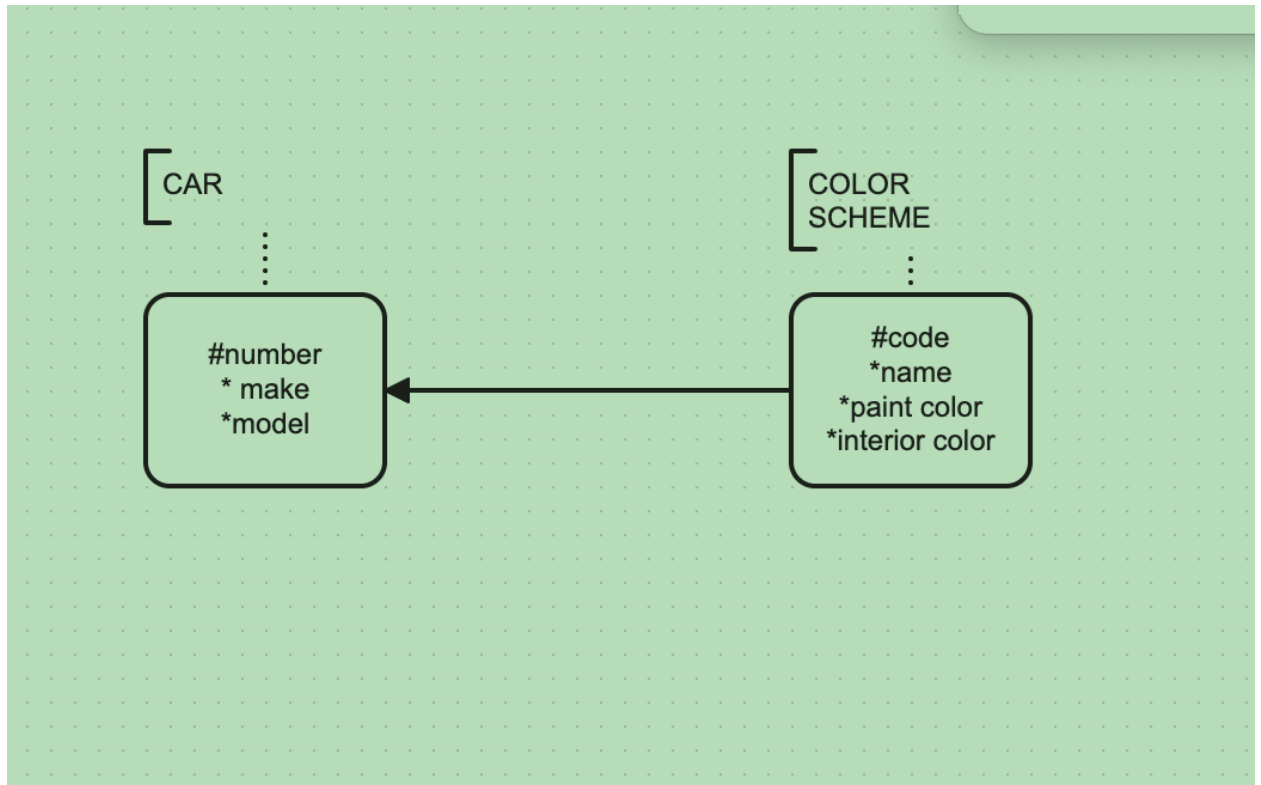 CAR
#number
* make
*model
COLOR
SCHEME
#code
*name
*paint color
*interior color